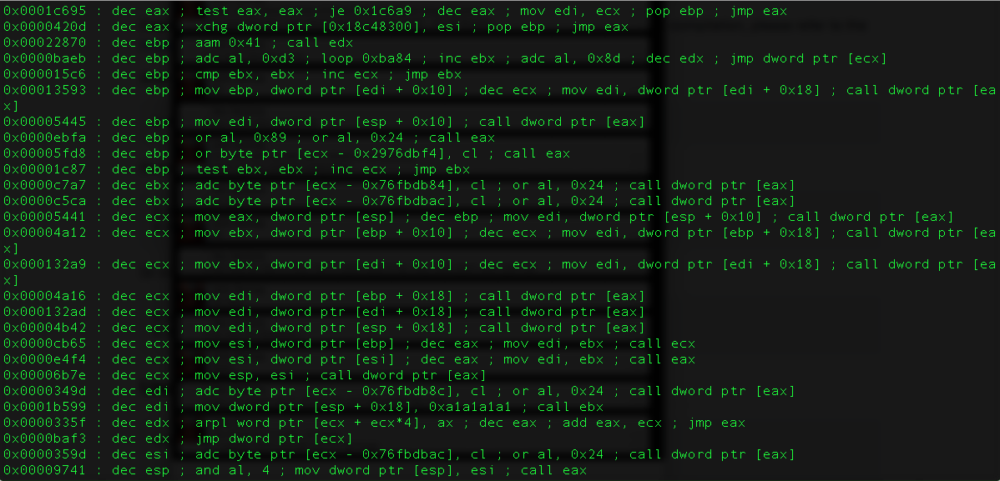 0x0001c695 : dec eax ; test eax, eax ; je 0x1c6a9 ; dec eax ; mov edi, ecx ; pop ebp ; jmp eax
0x0000420d : dec eax ; xchg dword ptr [0x18c48300], esi ; pop ebp ; jmp eax
0x00022870 : dec ebp ; aam 0x41 ; call edx
0x0000baeb : dec ebp ; adc al, 0xd3 ; loop 0xba84 ; inc ebx ; adc al, 0x8d ; dec edx ; jmp dword ptr [ecx]
0x000015c6 : dec ebp ; cmp ebx, ebx ; inc ecx ; jmp ebx
0x00013593 : dec ebp ; mov ebp, dword ptr [edi + 0x10] ; dec ecx ; mov edi, dword ptr [edi + 0x18] ; call dword ptr [ea
x]
0x00005445 : dec ebp ; mov edi, dword ptr [esp + 0x10] ; call dword ptr [eax]
0x0000ebfa : dec ebp ; or al, 0x89 ; or al, 0x24 ; call eax
0x00005fd8 : dec ebp ; or byte ptr [ecx - 0x2976dbf4], cl ; call eax
0x00001c87 : dec ebp ; test ebx, ebx ; inc ecx ; jmp ebx
0x0000c7a7 : dec ebx ; adc byte ptr [ecx - 0x76fbdb84], cl ; or al, 0x24 ; call dword ptr [eax]
0x0000c5ca : dec ebx ; adc byte ptr [ecx - 0x76fbdbac], cl ; or al, 0x24 ; call dword ptr [eax]
0x00005441 : dec ecx ; mov eax, dword ptr [esp] ; dec ebp ; mov edi, dword ptr [esp + 0x10] ; call dword ptr [eax]
0x00004a12 : dec ecx ; mov ebx, dword ptr [ebp + 0x10] ; dec ecx ; mov edi, dword ptr [ebp + 0x18] ; call dword ptr [ea
x]
0x000132a9 : dec ecx ; mov ebx, dword ptr [edi + 0x10] ; dec ecx ; mov edi, dword ptr [edi + 0x18] ; call dword ptr [ea
x]
0x00004a16 : dec ecx ; mov edi, dword ptr [ebp + 0x18] ; call dword ptr [eax]
0x000132ad : dec ecx ; mov edi, dword ptr [edi + 0x18] ; call dword ptr [eax]
0x00004b42 : dec ecx ; mov edi, dword ptr [esp + 0x18] ; call dword ptr [eax]
0x0000cb65 : dec ecx ; mov esi, dword ptr [ebp] ; dec eax ; mov edi, ebx ; call ecx
0x0000e4f4 : dec ecx ; mov esi, dword ptr [esi] ; dec eax ; mov edi, ebx ; call eax
0x00006b7e : dec ecx ; mov esp, esi ; call dword ptr [eax]
0x0000349d : dec edi ; adc byte ptr [ecx - 0x76fbdb8c], cl ; or al, 0x24 ; call dword ptr [eax]
0x0001b599 : dec edi ; mov dword ptr [esp + 0x18], 0xa1a1a1a1 ; call ebx
0x0000335f : dec edx ; arpl word ptr [ecx + ecx*4], ax ; dec eax ; add eax, ecx ; jmp eax
0x0000baf3 : dec edx ; jmp dword ptr [ecx]
0x0000359d : dec esi ; adc byte ptr [ecx - 0x76fbdbac], cl ; or al, 0x24 ; call dword ptr [eax]
0x00009741 : dec esp ; and al, 4 ; mov dword ptr [esp], esi ; call eax